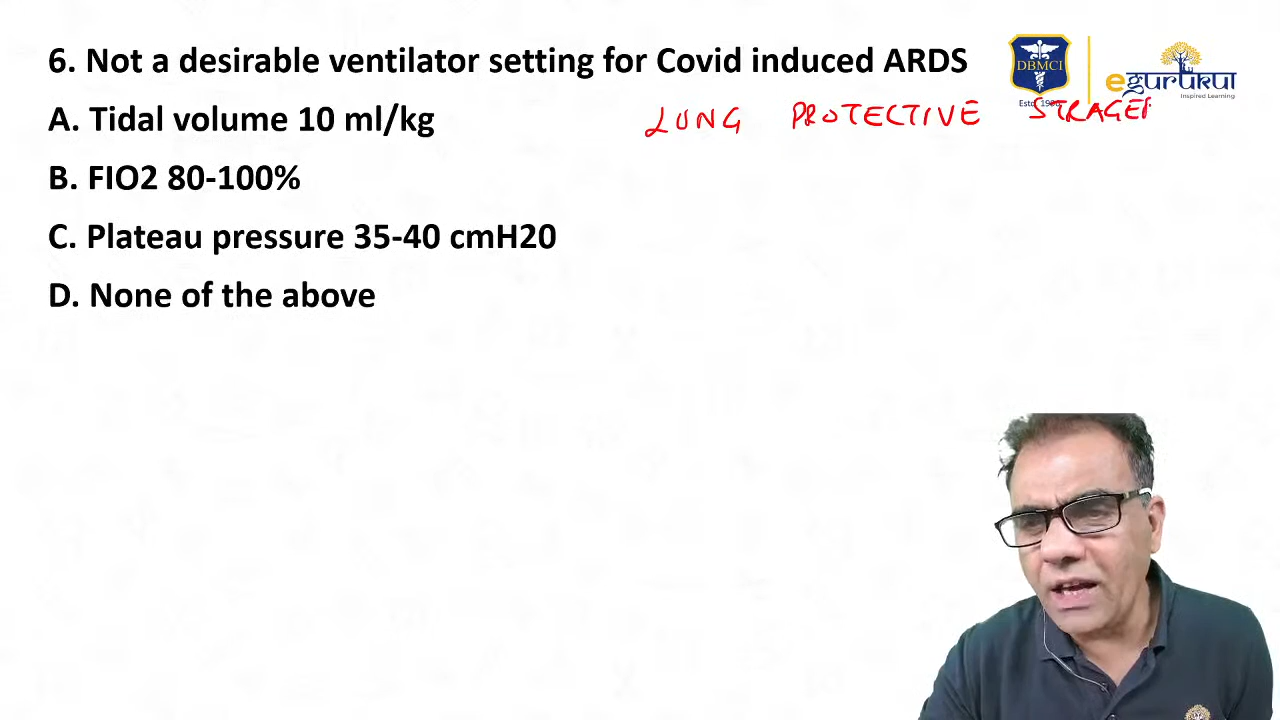 6. Not a desirable ventilator setting for Covid induced ARDS
DBMCI
egurukul
Inspired Learning
A. Tidal volume 10 ml/kg
LUNG PROTECTIVE
B. FIO2 80-100%
C. Plateau pressure 35-40 cmH20
D. None of the above